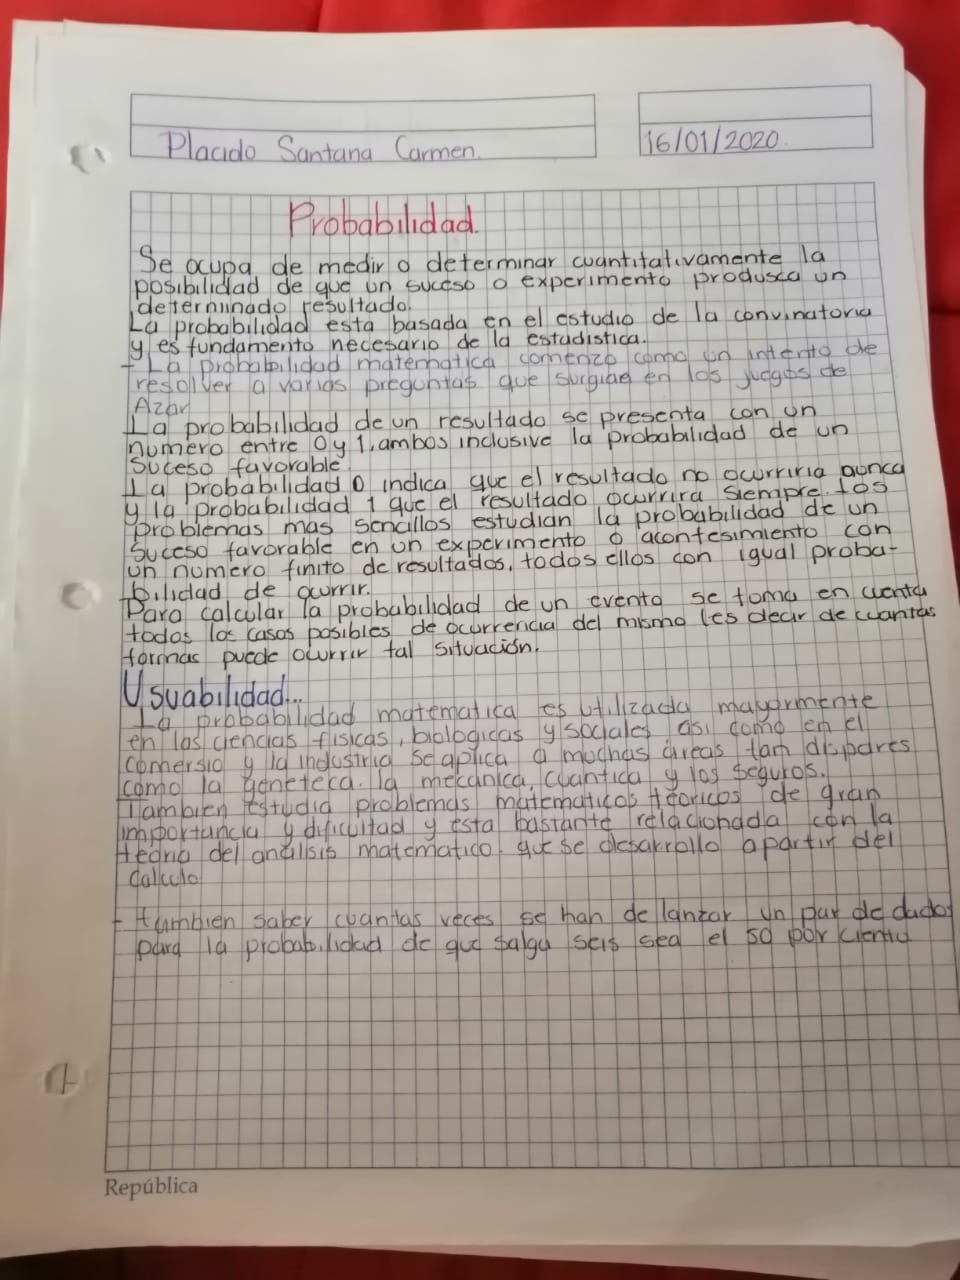 Placido Santana Carmen.
16/01/2020.
Probabilidad.
Se ocupa de medir o determinar cuantitativamente la
posibilidad de que un suceso o experimento produsca un
determinado resultado.
La probabilidad esta basada en el estudio de la convinatoria
y es fundamento necesario de la estadistica.
- La probabilidad matematica comenzo como un intento de
resolver a varias preguntas que surgiae en los juegos de
Azar
La probabilidad de un resultado se presenta con un
numero entre 0 y 1, ambos inclusive la probabilidad de un
Suceso favorable.
La probabilidad 0 indica que el resultado no ocurriria nunca
y la probabilidad 1 que el resultado ocurrira siempre. los
problemas mas sencillos estudian la probabilidad de un
Suceso favorable en un experimento o acontesimiento con
un numero finito de resultados, todos ellos con igual proba-
bilidad de ocurrir.
Para calcular la probabilidad de un evento se toma en cuenta
todos los casos posibles de ocurrencia del mismo (es decir de cuantas
formas puede ocurrir tal situación.
Usuabilidad...
La probabilidad matematica es utilizada mayormente
en las ciencias fisicas, biologicas y sociales asi como en el
comersio y la industria se aplica a muchas áreas tan dispares
como la geneteca. la mecánica, cuantica y los seguros.
Tambien estudia problemas matematicos téoricos de gran
importancia y dificultad y esta bastante relacionada con la
teoria del análisis matematico. que se desarrollo a partir del
calculo
- tambien saber cuantas veces se han de lanzar un par de dados
para la probabilidad de que salga seis sea el 50 por ciento
República